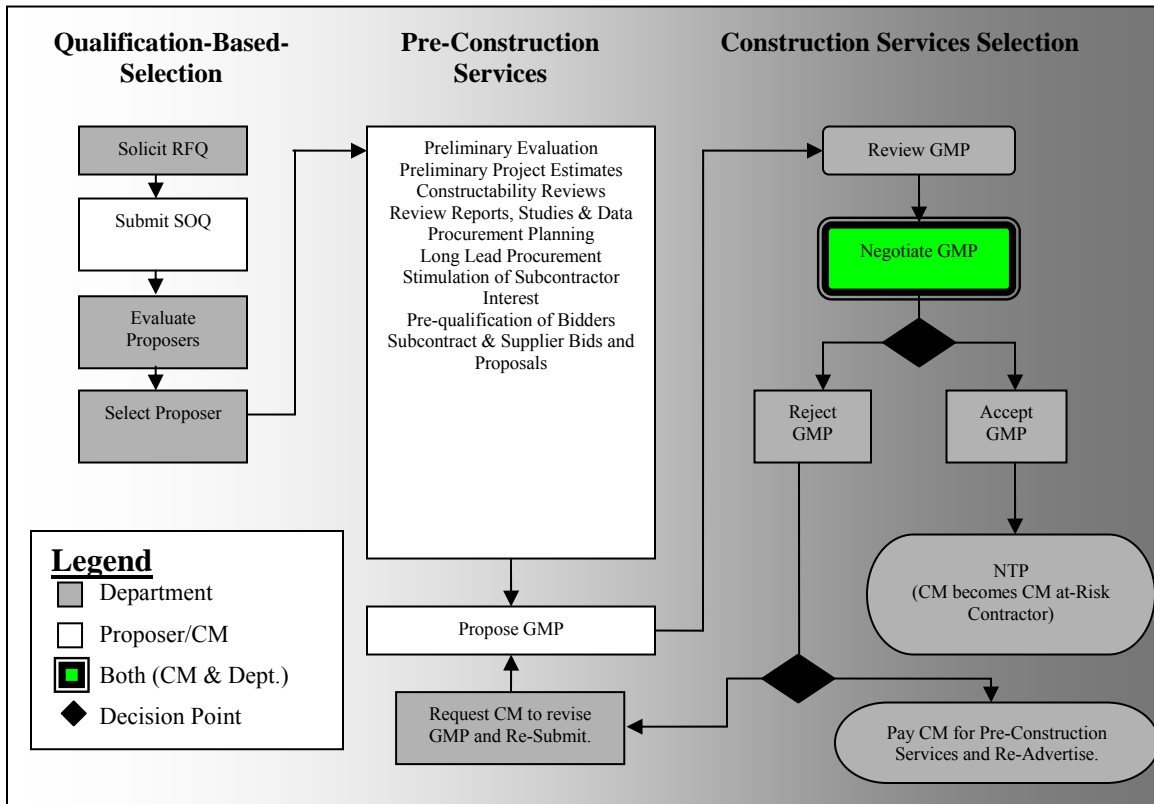 Qualification-Based-
Selection
Solicit RFQ
Submit SOQ
Evaluate
Proposers
Select Proposer
Pre-Construction
Services
Preliminary Evaluation
Preliminary Project Estimates
Constructability Reviews
Review Reports, Studies & Data
Procurement Planning
Long Lead Procurement
Stimulation of Subcontractor
Interest
Pre-qualification of Bidders
Subcontract & Supplier Bids and
Proposals
Propose GMP
Request CM to revise
GMP and Re-Submit.
Construction Services Selection
Review GMP
Negotiate GMP
Reject
GMP
Accept
GMP
NTP
(CM becomes CM at-Risk
Contractor)
Pay CM for Pre-Construction
Services and Re-Advertise.
Legend
Department
Proposer/CM
Both (CM & Dept.)
Decision Point